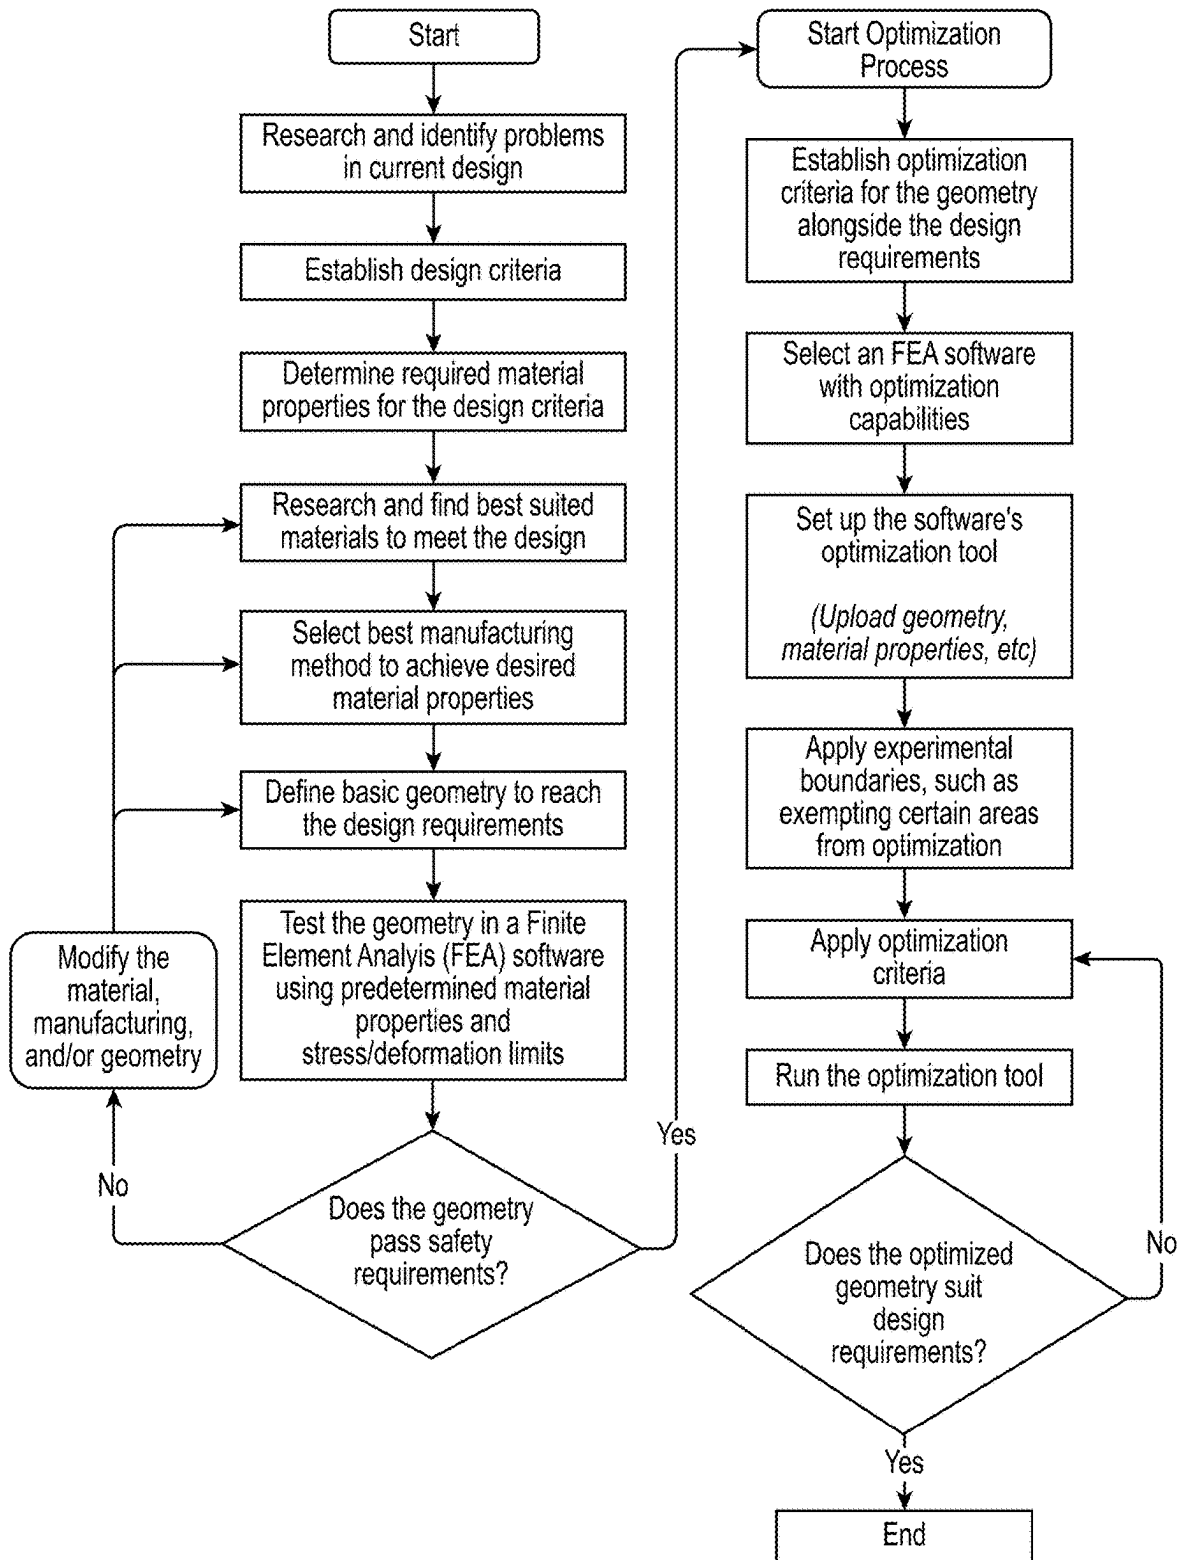 Start
Research and identify problems
in current design
Establish design criteria
Determine required material
properties for the design criteria
Research and find best suited
materials to meet the design
Select best manufacturing
method to achieve desired
material properties
Define basic geometry to reach
the design requirements
Test the geometry in a Finite
Element Analyis (FEA) software
using predetermined material
properties and
stress/deformation limits
Modify the
material,
manufacturing,
and/or geometry
No
Does the geometry
pass safety
requirements?
Yes
Start Optimization
Process
Establish optimization
criteria for the geometry
alongside the design
requirements
Select an FEA software
with optimization
capabilities
Set up the software's
optimization tool
(Upload geometry,
material properties, etc)
Apply experimental
boundaries, such as
exempting certain areas
from optimization
Apply optimization
criteria
Run the optimization tool
Does the optimized
geometry suit
design
requirements?
No
Yes
End